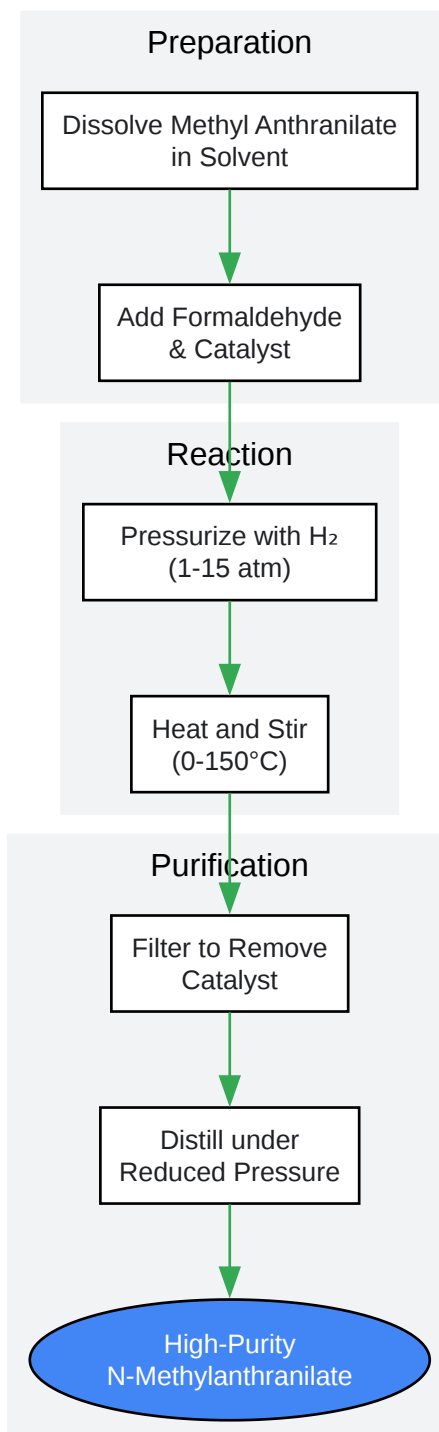 Preparation
Dissolve Methyl Anthranilate
in Solvent
Add Formaldehyde
& Catalyst
Reaction
Pressurize with H₂
(1-15 atm)
Heat and Stir
(0-150°C)
Purification
Filter to Remove
Catalyst
Distill under
Reduced Pressure
High-Purity
N-Methylanthranilate